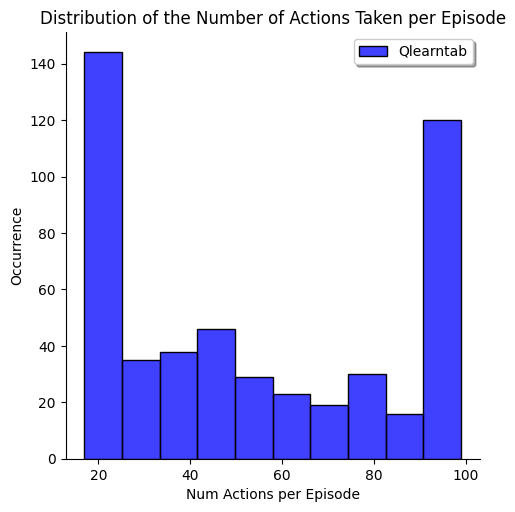 Distribution of the Number of Actions Taken per Episode
Qlearntab
140
120
100
80
60
40
20
0
Occurrence
20 40 60 80 100
Num Actions per Episode